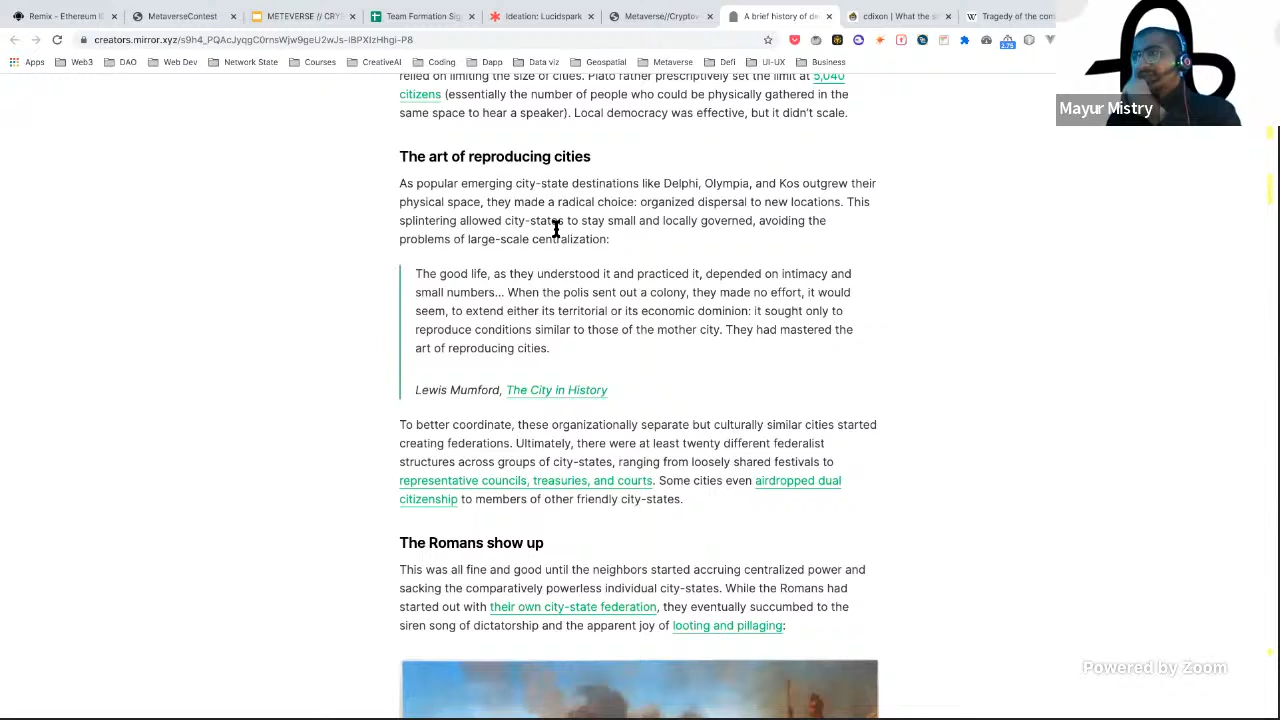 Remix - Ethereum I
MetaverseContest
METEVERSE // CRY
Team Formation Sig
Ideation: Lucidspark
Metaverse//Cryptov
A brief history of de
cdixon | What the s
Tragedy of the com
creators.mirror.xyz/s9h4_PQAcJyqgC0rnsWjw9geU2wJs-IBPXIzHhgi-P8
2.75
Apps Web3 DAO Web Dev Network State Courses CreativeAI Coding Dapp Data viz Geospatial Metaverse Defi UI-UX Business
Mayur Mistry
relied on limiting the size of cities. Plato rather prescriptively set the limit at 5,040
citizens (essentially the number of people who could be physically gathered in the
same space to hear a speaker). Local democracy was effective, but it didn't scale.
The art of reproducing cities
As popular emerging city-state destinations like Delphi, Olympia, and Kos outgrew their
physical space, they made a radical choice: organized dispersal to new locations. This
splintering allowed city-states to stay small and locally governed, avoiding the
problems of large-scale centralization:
The good life, as they understood it and practiced it, depended on intimacy and
small numbers... When the polis sent out a colony, they made no effort, it would
seem, to extend either its territorial or its economic dominion: it sought only to
reproduce conditions similar to those of the mother city. They had mastered the
art of reproducing cities.
Lewis Mumford, The City in History
To better coordinate, these organizationally separate but culturally similar cities started
creating federations. Ultimately, there were at least twenty different federalist
structures across groups of city-states, ranging from loosely shared festivals to
representative councils, treasuries, and courts. Some cities even airdropped dual
citizenship to members of other friendly city-states.
The Romans show up
This was all fine and good until the neighbors started accruing centralized power and
sacking the comparatively powerless individual city-states. While the Romans had
started out with their own city-state federation, they eventually succumbed to the
siren song of dictatorship and the apparent joy of looting and pillaging:
Powered by Zoom